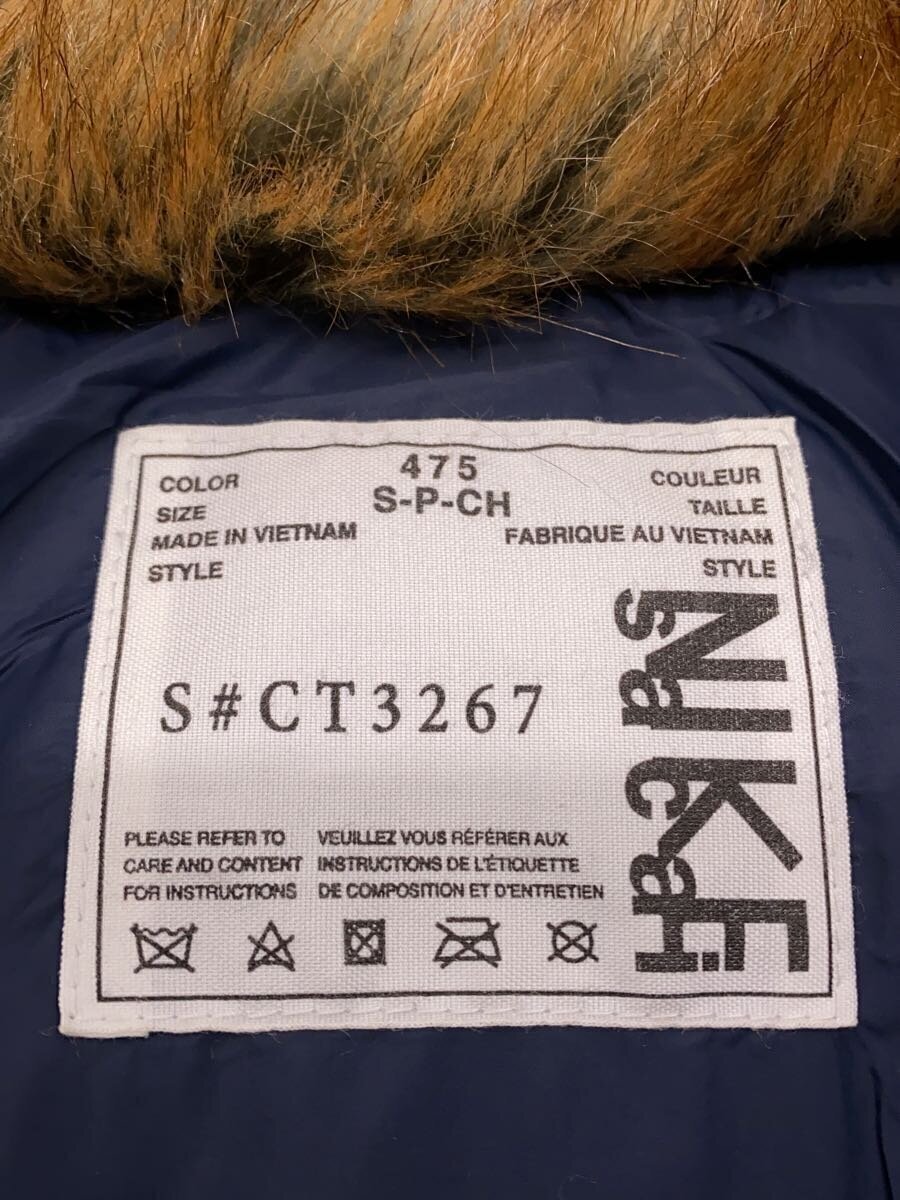 COLOR 475 COULEUR
SIZE S-P-CH TAILLE
MADE IN VIETNAM FABRIQUE AU VIETNAM
STYLE STYLE
S#CT3267
NIKE
sacai
PLEASE REFER TO
CARE AND CONTENT
FOR INSTRUCTIONS
VEUILLEZ VOUS RÉFÉRER AUX
INSTRUCTIONS DE L'ÉTIQUETTE
DE COMPOSITION ET D'ENTRETIEN